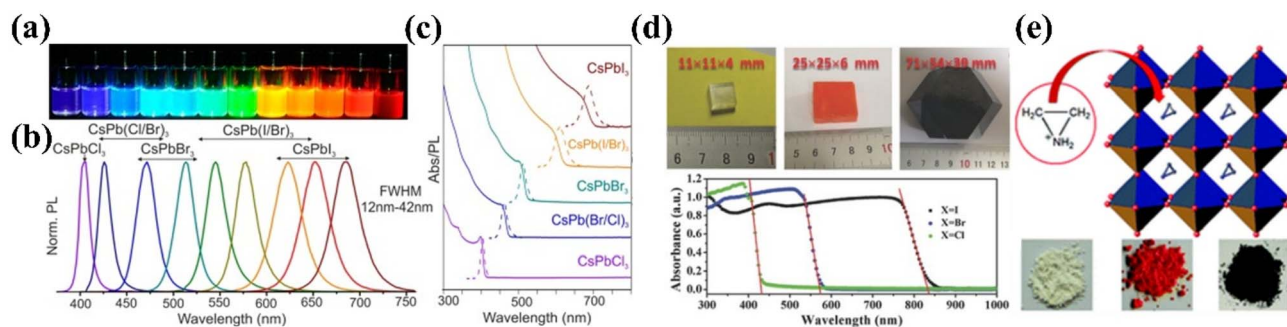 (a)
(b)
CsPb(Cl/Br)₃
CsPb(I/Br)₃
CsPbCl₃
CsPbBr₃
CsPbI₃
FWHM
12nm-42nm
Norm. PL
400 450 500 550 600 650 700 750
Wavelength (nm)
(c)
CsPbI₃
CsPb(I/Br)₃
CsPbBr₃
CsPb(Br/Cl)₃
CsPbCl₃
Abs/PL
300 500 700
Wavelength (nm)
(d)
11×11×4 mm
25×25×6 mm
71×54×39 mm
6 7 8 9 1
6 7 8 9 10
6 7 8 9 10 11 12 13
1.2
1.0
0.8
0.6
0.4
0.2
0.0
Absorbance (a.u.)
X=I
X=Br
X=Cl
300 400 500 600 700 800 900 1000
Wavelength (nm)
(e)
H₂C CH₂
+ NH₂